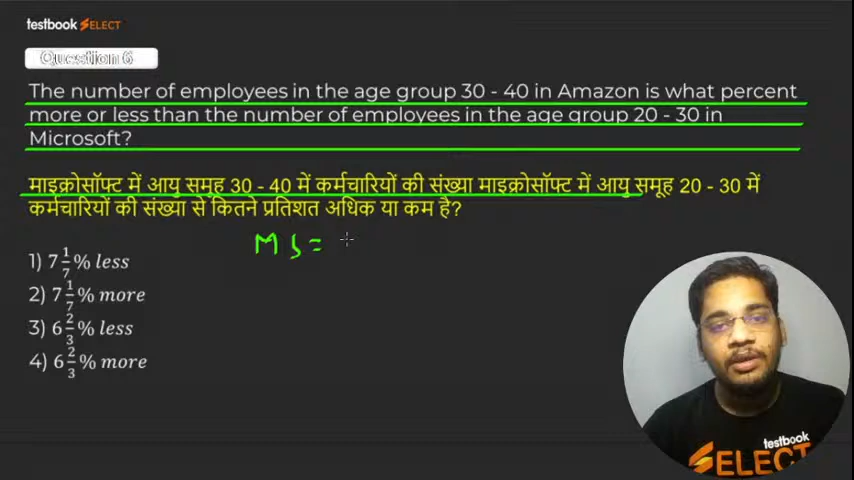 testbook SELECT
Question 6
The number of employees in the age group 30 - 40 in Amazon is what percent
more or less than the number of employees in the age group 20 - 30 in
Microsoft?
माइक्रोसॉफ्ट में आयु समूह 30 - 40 में कर्मचारियों की संख्या माइक्रोसॉफ्ट में आयु समूह 20 - 30 में
कर्मचारियों की संख्या से कितने प्रतिशत अधिक या कम है?
M S =
1) 7 1/7 % less
2) 7 1/7 % more
3) 6 2/3 % less
4) 6 2/3 % more
testbook
SELECT